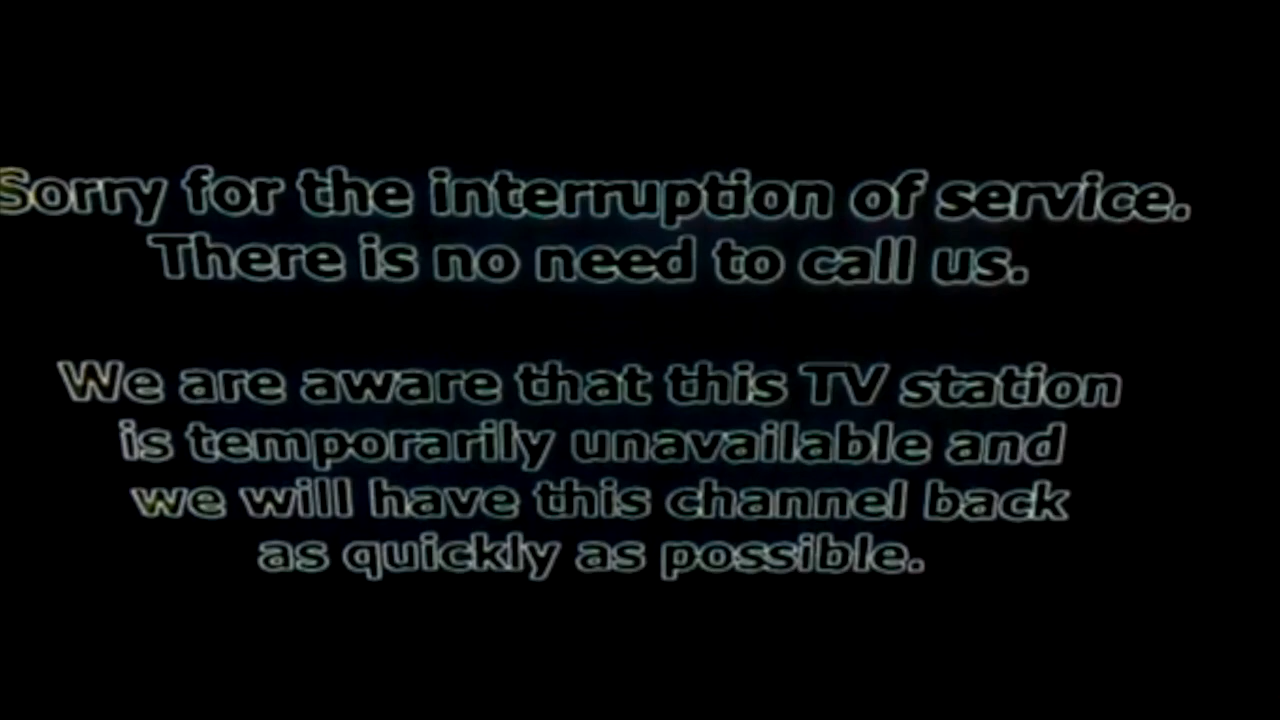 Sorry for the interruption of service.
There is no need to call us.
We are aware that this TV station
is temporarily unavailable and
we will have this channel back
as quickly as possible.